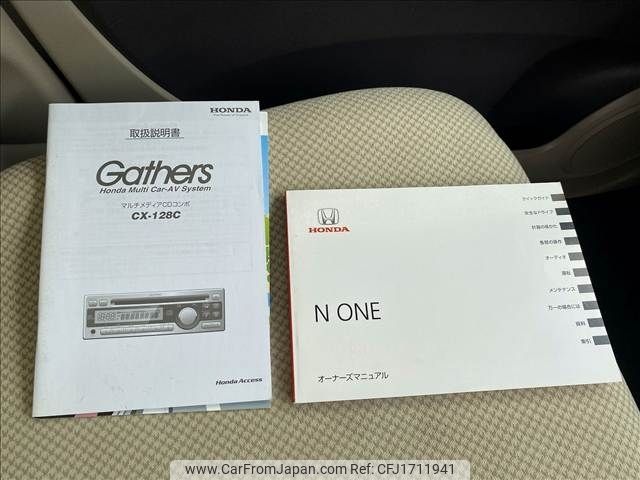 HONDA
The Power of Dreams
取扱説明書
Gathers
Honda Multi Car-AV System
マルチメディアCDコンポ
CX-128C
Honda Access
HONDA
N ONE
オーナーズマニュアル
クイックガイド
安全なドライブ
計器の見かた
各部の操作
オーディオ
運転
メンテナンス
万一の場合には
資料
索引
www.CarFromJapan.com - Ref: CFJ1711941